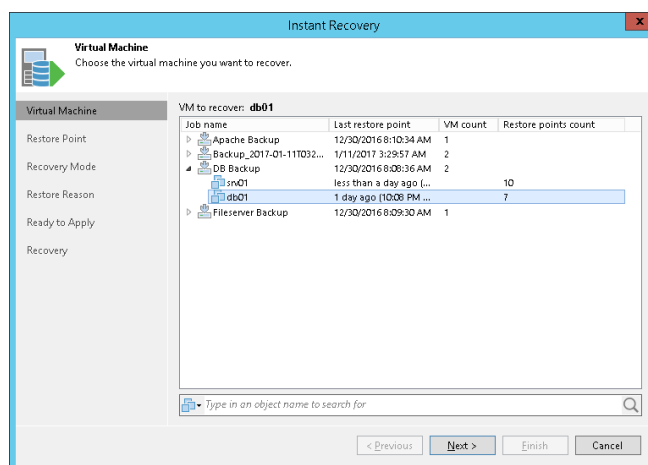 Instant Recovery
x
Virtual Machine
Choose the virtual machine you want to recover.
Virtual Machine
Restore Point
Recovery Mode
Restore Reason
Ready to Apply
Recovery
VM to recover: db01
Job name Last restore point VM count Restore points count
Apache Backup 12/30/2016 8:10:34 AM 1
Backup_2017-01-11T032... 1/11/2017 3:29:57 AM 2
DB Backup 12/30/2016 8:08:36 AM 2
srv01 less than a day ago (... 10
db01 1 day ago (10:08 PM ... 7
Fileserver Backup 12/30/2016 8:09:30 AM 1
Type in an object name to search for
< Previous Next > Finish Cancel